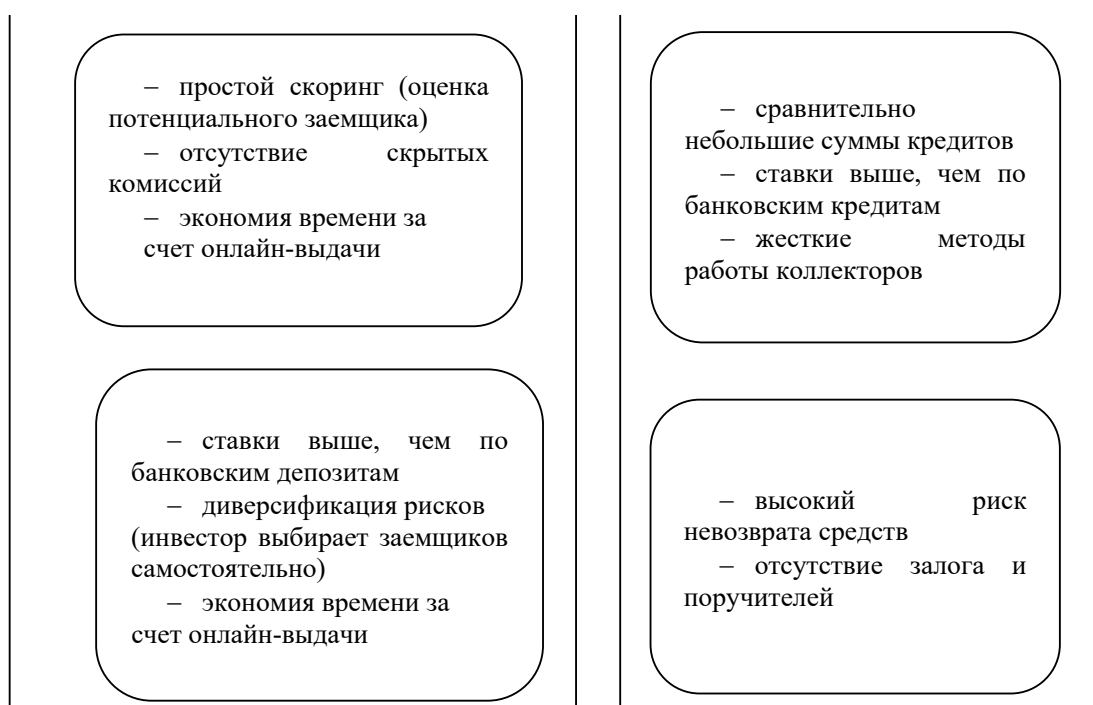 – простой скоринг (оценка
потенциального заемщика)
– отсутствие скрытых
комиссий
– экономия времени за
счет онлайн-выдачи
– сравнительно
небольшие суммы кредитов
– ставки выше, чем по
банковским кредитам
– жесткие методы
работы коллекторов
– ставки выше, чем по
банковским депозитам
– диверсификация рисков
(инвестор выбирает заемщиков
самостоятельно)
– экономия времени за
счет онлайн-выдачи
– высокий риск
невозврата средств
– отсутствие залога и
поручителей